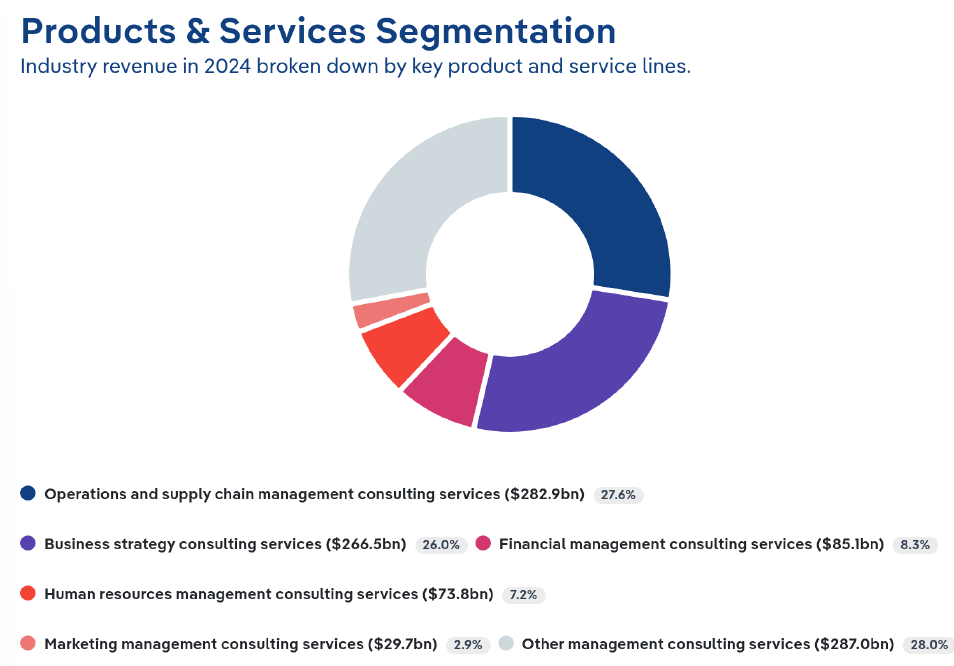 Products & Services Segmentation
Industry revenue in 2024 broken down by key product and service lines.
Operations and supply chain management consulting services ($282.9bn) 27.6%
Business strategy consulting services ($266.5bn) 26.0% Financial management consulting services ($85.1bn) 8.3%
Human resources management consulting services ($73.8bn) 7.2%
Marketing management consulting services ($29.7bn) 2.9% Other management consulting services ($287.0bn) 28.0%